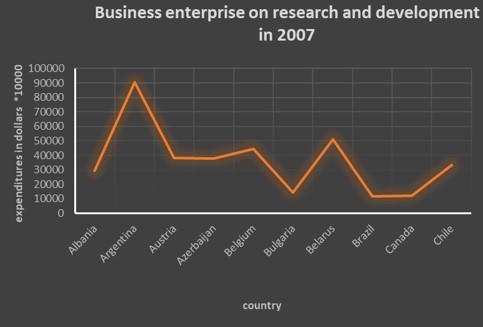 Business enterprise on research and development
in 2007
expenditures in dollars *10000
100000
90000
80000
70000
60000
50000
40000
30000
20000
10000
0
Albania
Argentina
Austria
Azerbaijan
Belgium
Bulgaria
Belarus
Brazil
Canada
Chile
country